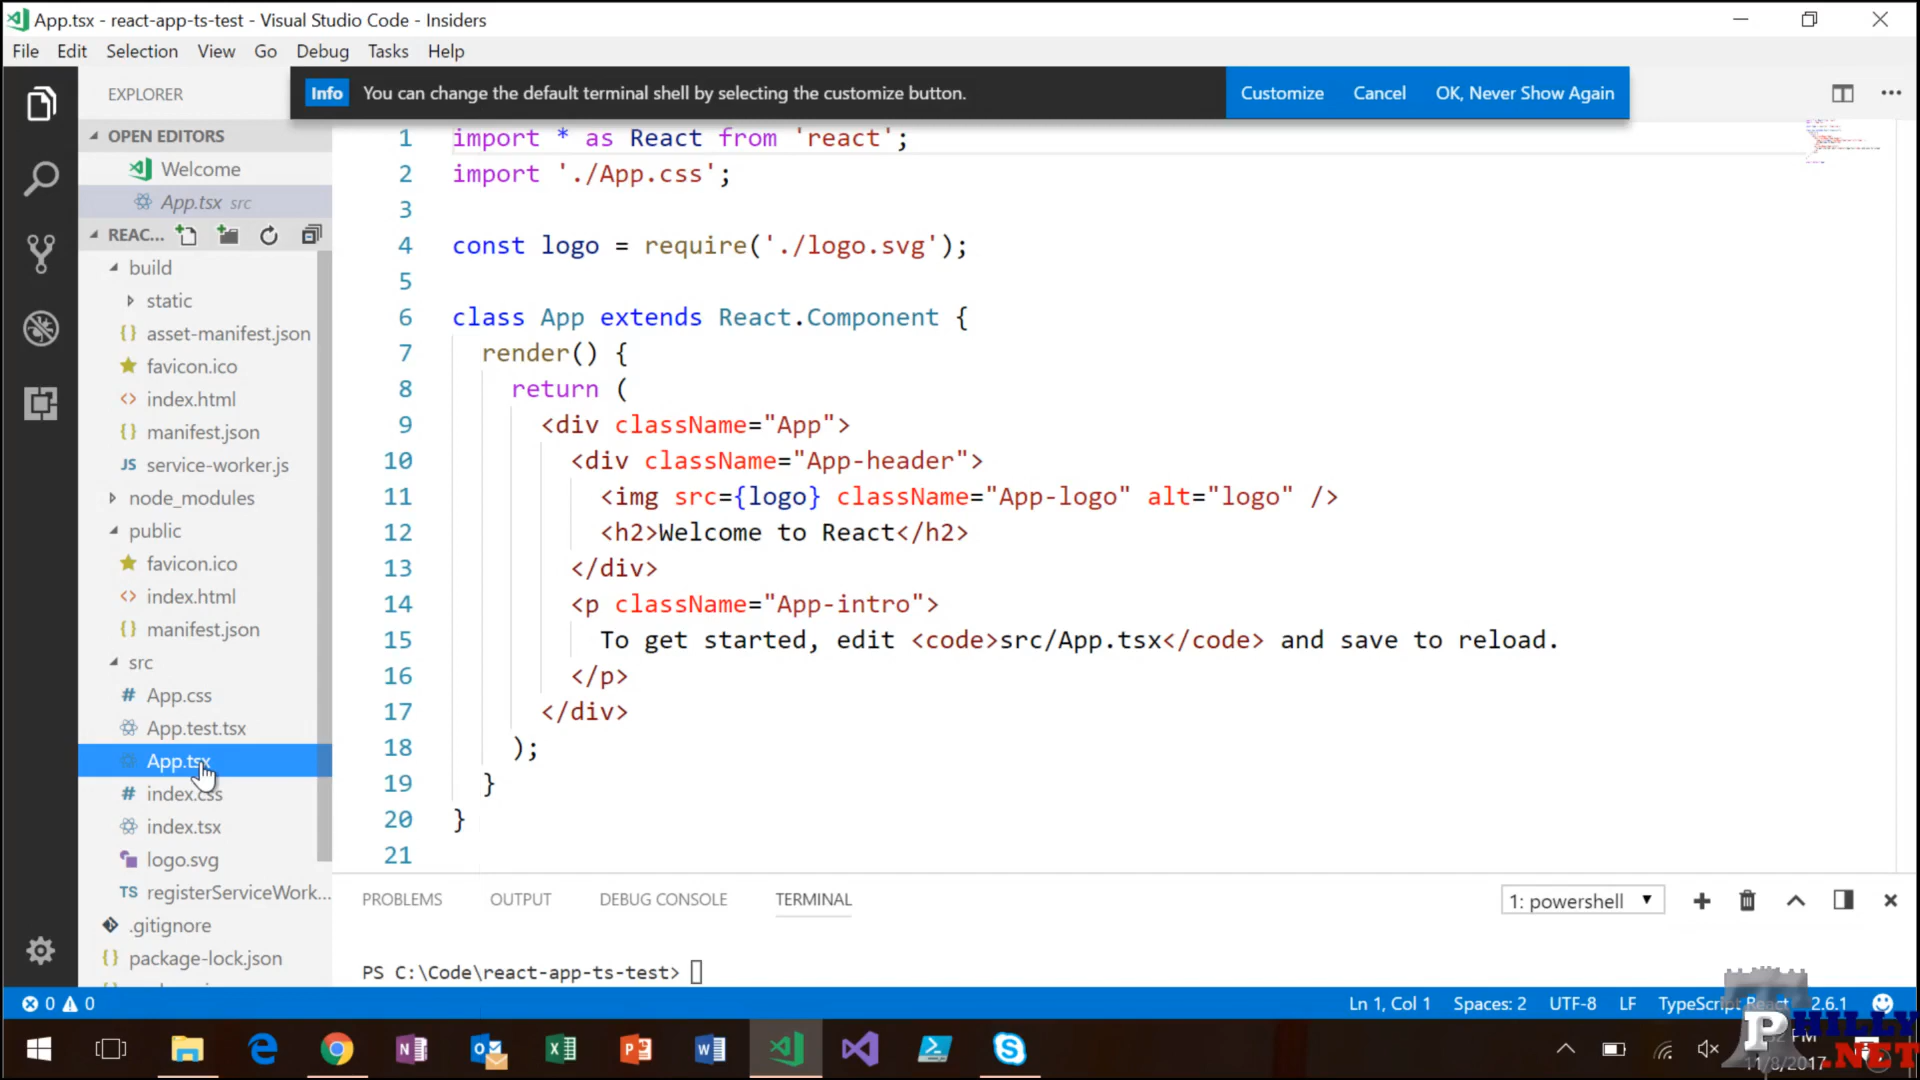 App.tsx - react-app-ts-test - Visual Studio Code - Insiders
File Edit Selection View Go Debug Tasks Help
EXPLORER
Info You can change the default terminal shell by selecting the customize button. Customize Cancel OK, Never Show Again
OPEN EDITORS
Welcome
App.tsx src
REAC...
build
static
asset-manifest.json
favicon.ico
index.html
manifest.json
JS service-worker.js
node_modules
public
favicon.ico
index.html
manifest.json
src
App.css
App.test.tsx
App.tsx
index.css
index.tsx
logo.svg
TS registerServiceWork...
.gitignore
package-lock.json
1 import * as React from 'react';
2 import './App.css';
3
4 const logo = require('./logo.svg');
5
6 class App extends React.Component {
7 render() {
8 return (
9 <div className="App">
10 <div className="App-header">
11 <img src={logo} className="App-logo" alt="logo" />
12 <h2>Welcome to React</h2>
13 </div>
14 <p className="App-intro">
15 To get started, edit <code>src/App.tsx</code> and save to reload.
16 </p>
17 </div>
18 );
19 }
20 }
21
PROBLEMS OUTPUT DEBUG CONSOLE TERMINAL
1: powershell
PS C:\Code\react-app-ts-test>
0 0
Ln 1, Col 1 Spaces: 2 UTF-8 LF TypeScript React 2.6.1
PHILLY
.NET
PM
11/8/2017